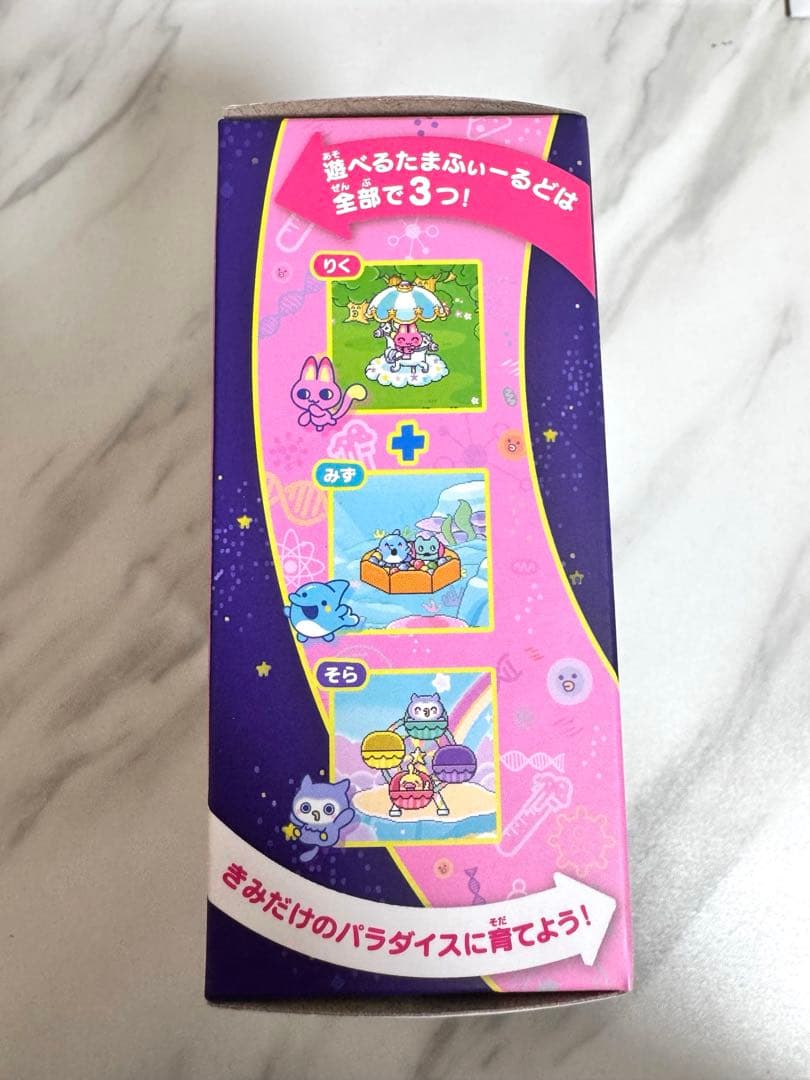 遊べるたまふぃーるどは
全部で3つ!
りく
みず
そら
きみだけのパラダイスに育てよう!